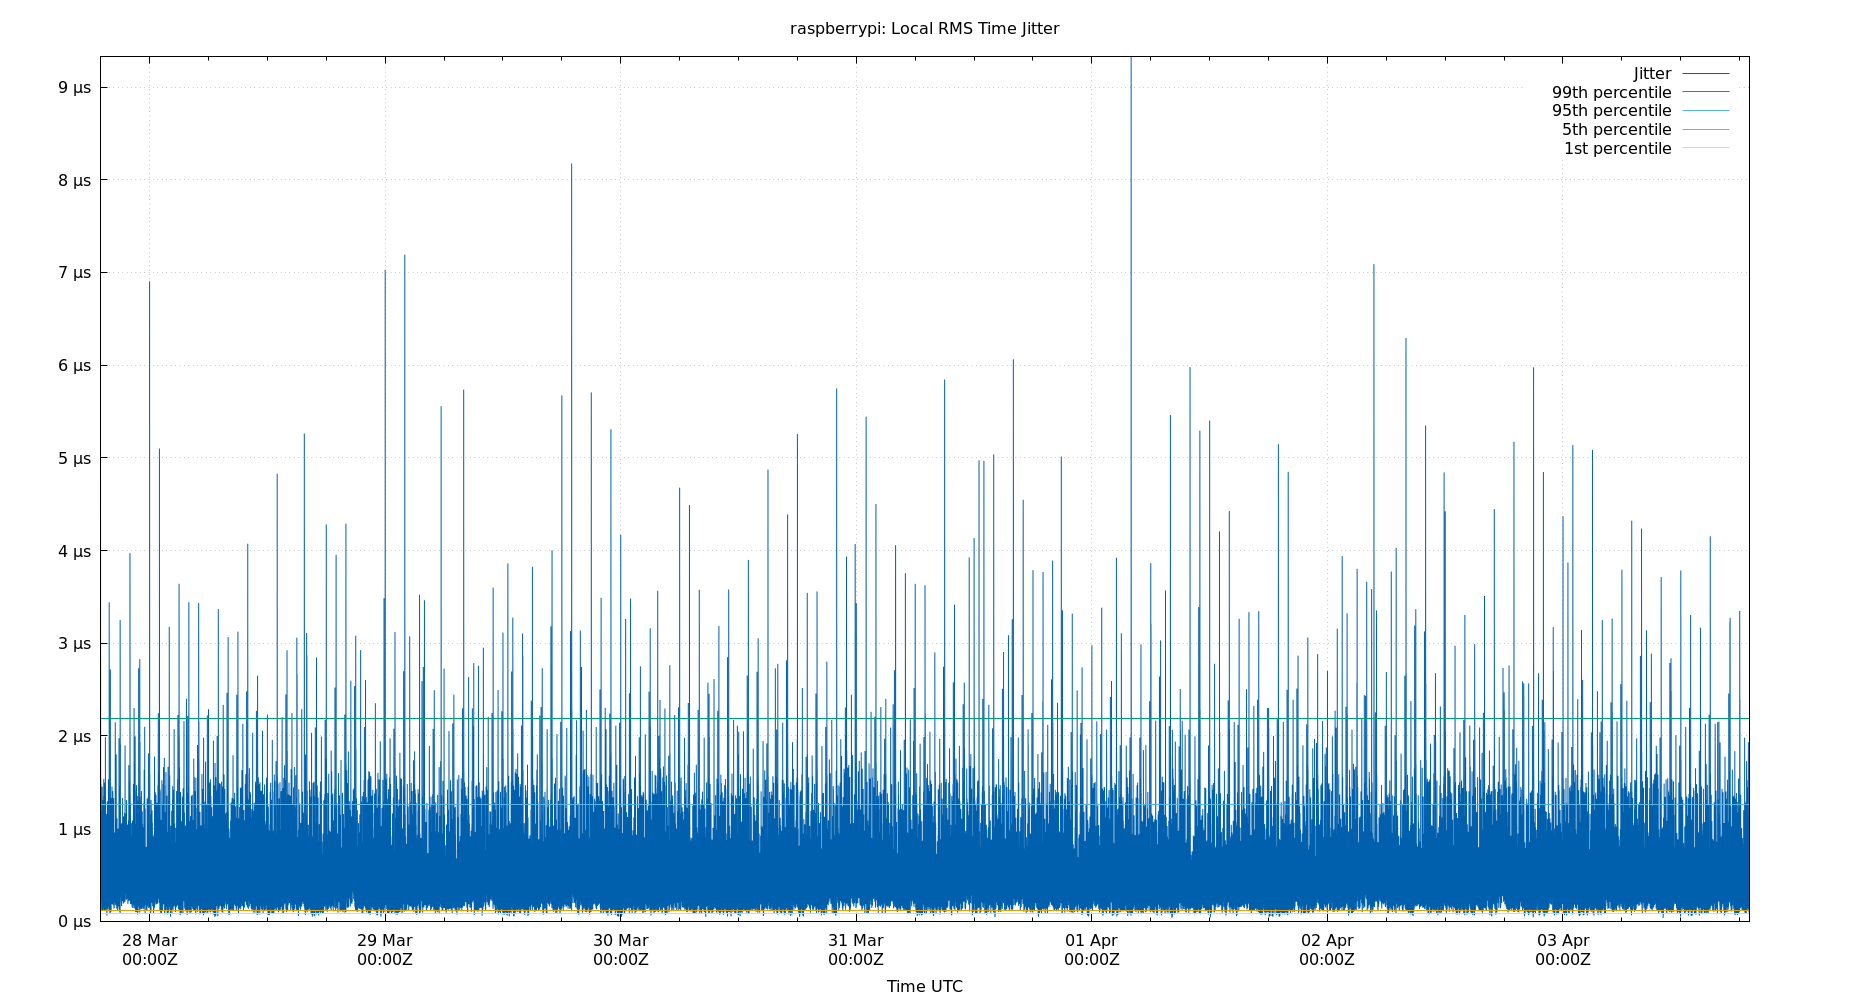 raspberrypi: Local RMS Time Jitter
9 µs
8 µs
7 µs
6 µs
5 µs
4 µs
3 µs
2 µs
1 µs
0 µs
Jitter
99th percentile
95th percentile
5th percentile
1st percentile
28 Mar 29 Mar 30 Mar 31 Mar 01 Apr 02 Apr 03 Apr
00:00Z 00:00Z 00:00Z 00:00Z 00:00Z 00:00Z 00:00Z
Time UTC